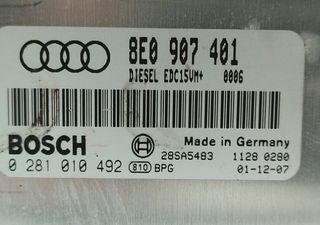 8E0 907 401
DIESEL EDC15VM+ 0006
BOSCH
Made in Germany
28SA5483 1128 0280
0 281 010 492 810 BPG 01-12-07